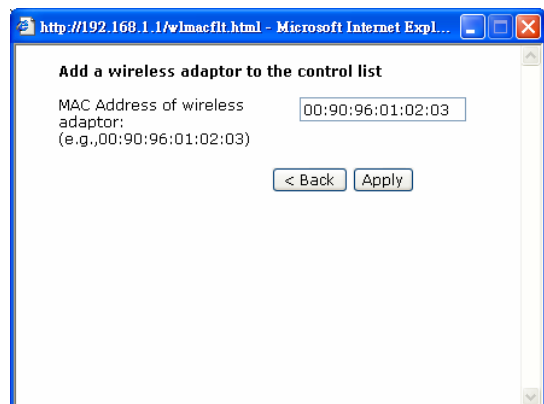 http://192.168.1.1/wlmacflt.html - Microsoft Internet Expl...
Add a wireless adaptor to the control list
MAC Address of wireless
adaptor:
(e.g.,00:90:96:01:02:03)
00:90:96:01:02:03
< Back
Apply